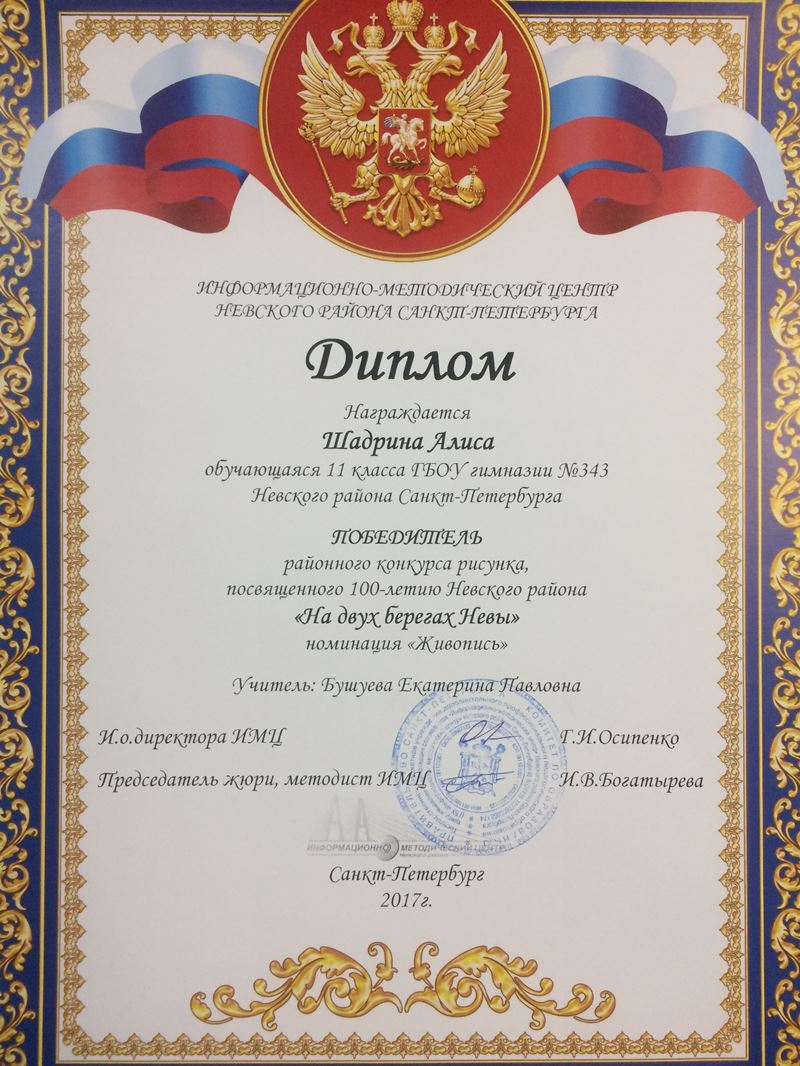 ИНФОРМАЦИОННО-МЕТОДИЧЕСКИЙ ЦЕНТР
НЕВСКОГО РАЙОНА САНКТ-ПЕТЕРБУРГА
Диплом
Награждается
Шадрина Алиса
обучающаяся 11 класса ГБОУ гимназии №343
Невского района Санкт-Петербурга
ПОБЕДИТЕЛЬ
районного конкурса рисунка,
посвященного 100-летию Невского района
«На двух берегах Невы»
номинация «Живопись»
Учитель: Бушуева Екатерина Павловна
И.о.директора ИМЦ Г.И.Осипенко
Председатель жюри, методист ИМЦ И.В.Богатырева
ИНФОРМАЦИОННО МЕТОДИЧЕСКИЙ ЦЕНТР
Невского района
Санкт-Петербург
2017г.